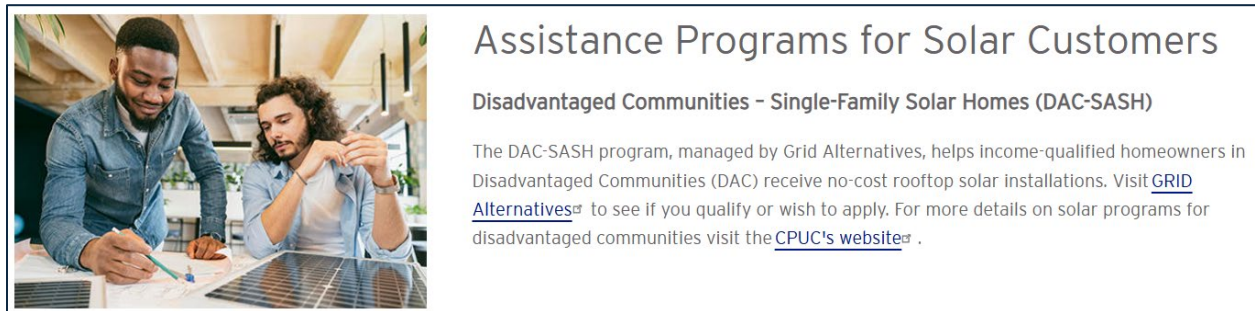 Assistance Programs for Solar Customers
Disadvantaged Communities – Single-Family Solar Homes (DAC-SASH)
The DAC-SASH program, managed by Grid Alternatives, helps income-qualified homeowners in
Disadvantaged Communities (DAC) receive no-cost rooftop solar installations. Visit GRID
Alternatives to see if you qualify or wish to apply. For more details on solar programs for
disadvantaged communities visit the CPUC's website .